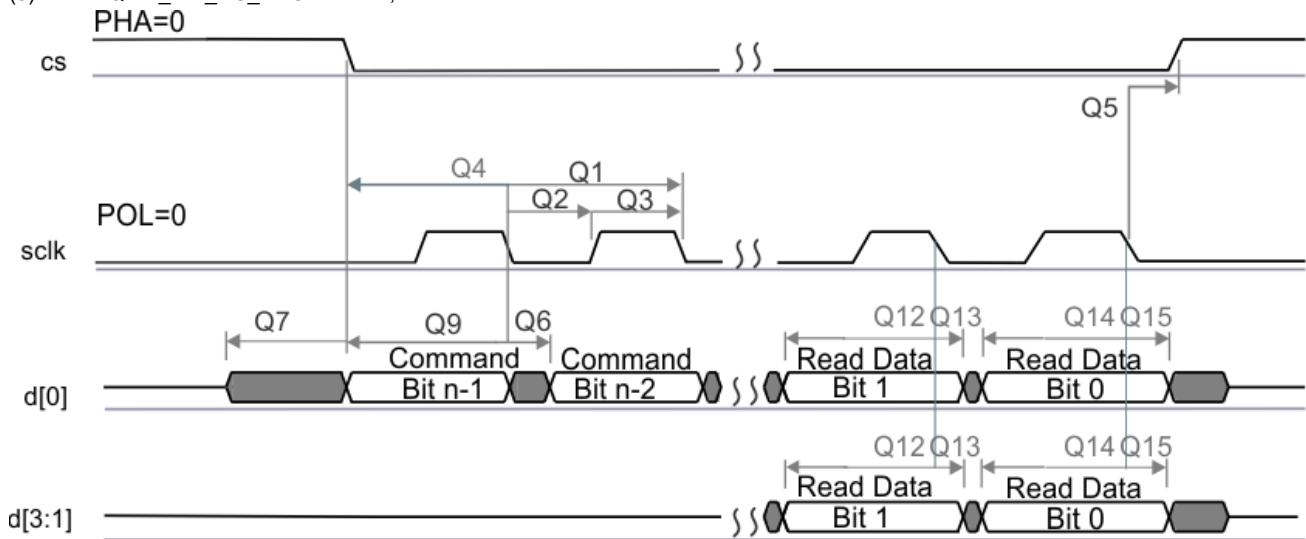 PHA=0
cs
Q5
Q4 Q1
Q2 Q3
POL=0
sclk
Q7 Q9 Q6 Q12 Q13 Q14 Q15
Command Command Read Data Read Data
d[0] Bit n-1 Bit n-2 Bit 1 Bit 0
Q12 Q13 Q14 Q15
Read Data Read Data
d[3:1] Bit 1 Bit 0